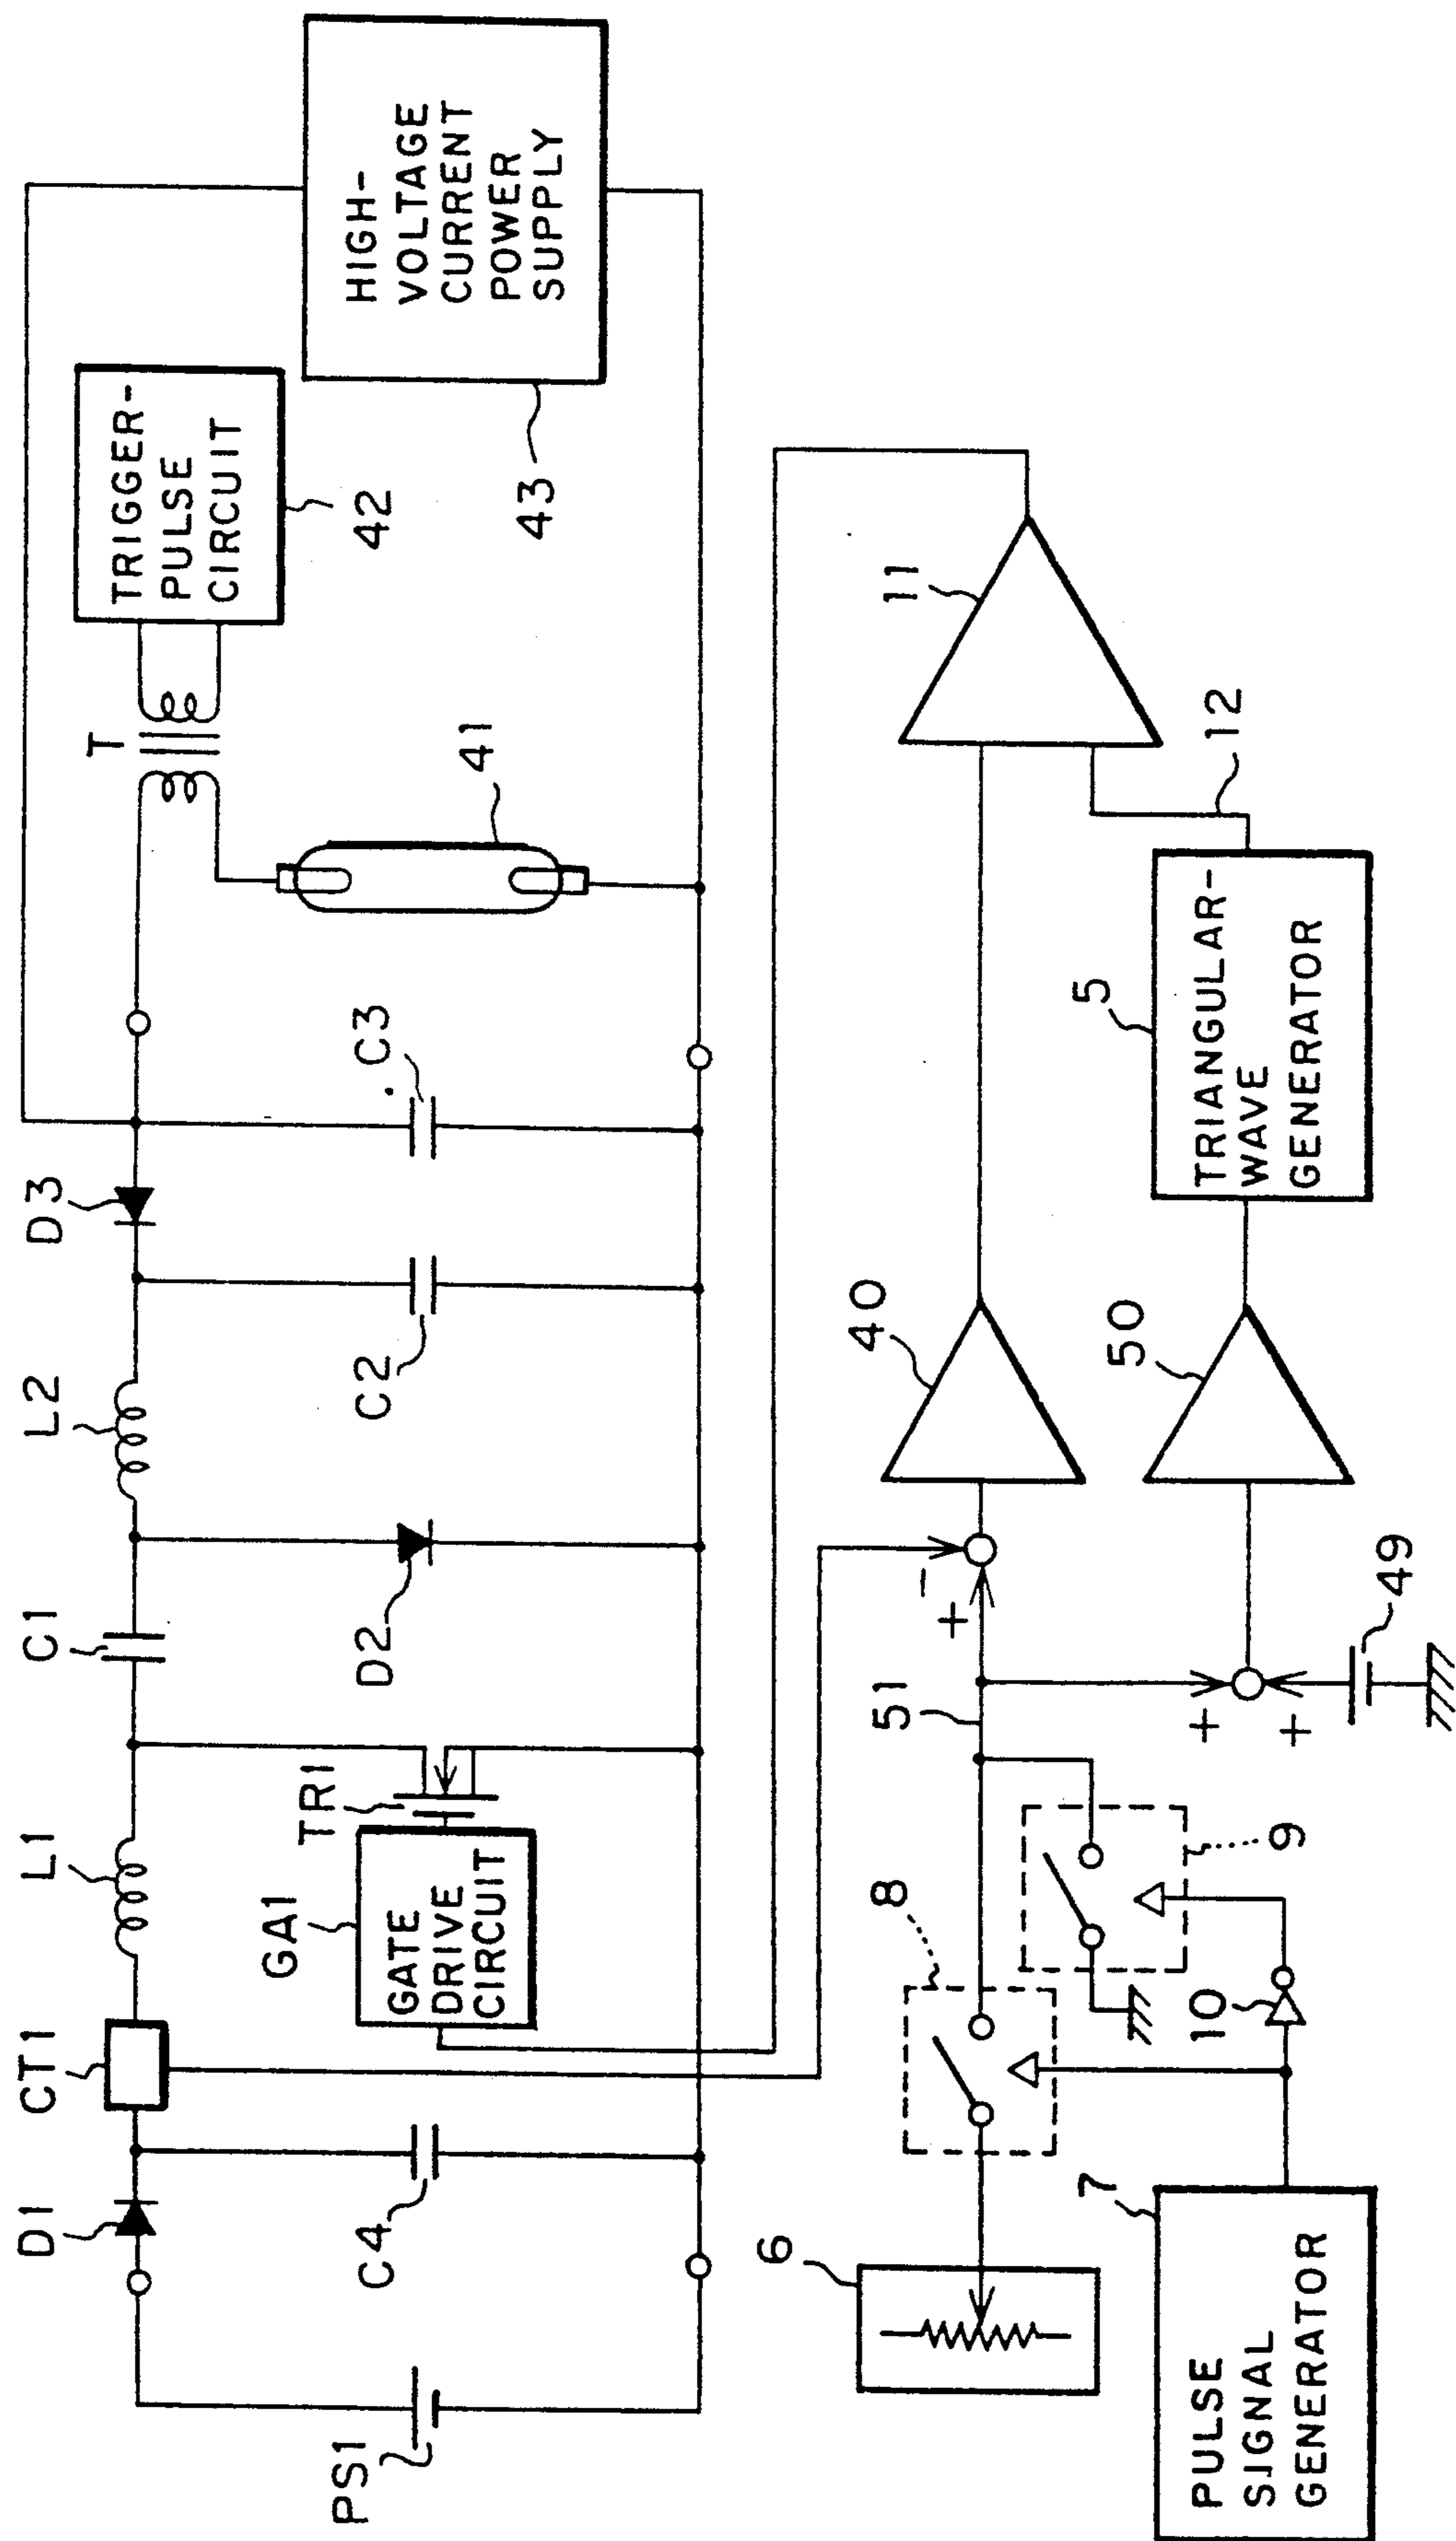 HIGH-
VOLTAGE
CURRENT
POWER
SUPPLY
43
TRIGGER-
PULSE
CIRCUIT
42
T
41
C3
D3
C2
L2
D2
C1
TR1
L1
GA1
GATE
DRIVE
CIRCUIT
CT1
D1
C4
PS1
11
12
5
TRIANGULAR-
WAVE
GENERATOR
40
50
-
+
51
+
+
49
8
9
10
6
7
PULSE
SIGNAL
GENERATOR